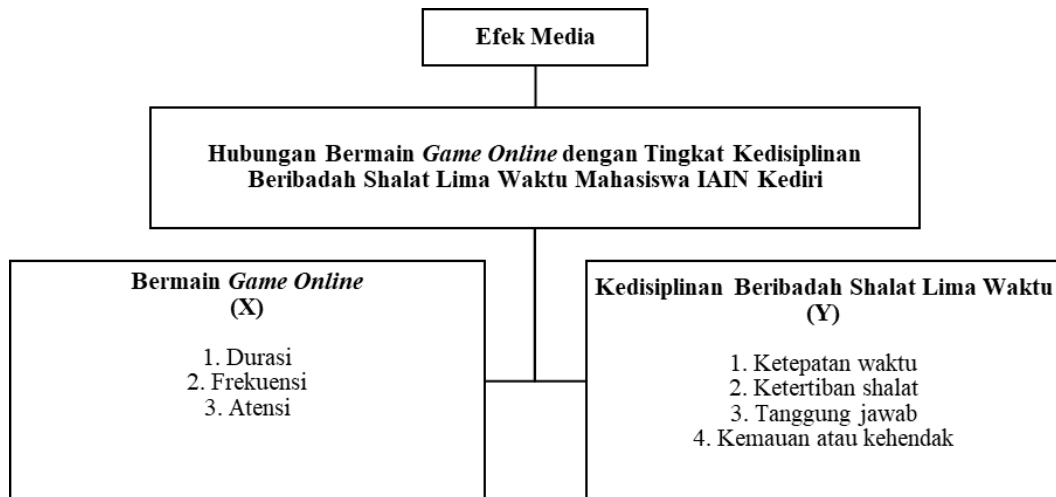 Efek Media
Hubungan Bermain Game Online dengan Tingkat Kedisiplinan
Beribadah Shalat Lima Waktu Mahasiswa IAIN Kediri
Bermain Game Online
(X)
1. Durasi
2. Frekuensi
3. Atensi
Kedisiplinan Beribadah Shalat Lima Waktu
(Y)
1. Ketepatan waktu
2. Ketertiban shalat
3. Tanggung jawab
4. Kemauan atau kehendak